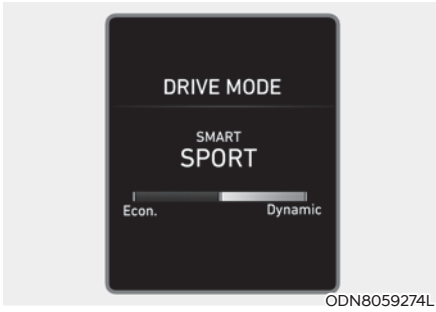 DRIVE MODE
SMART
SPORT
Econ.
Dynamic
ODN8059274L